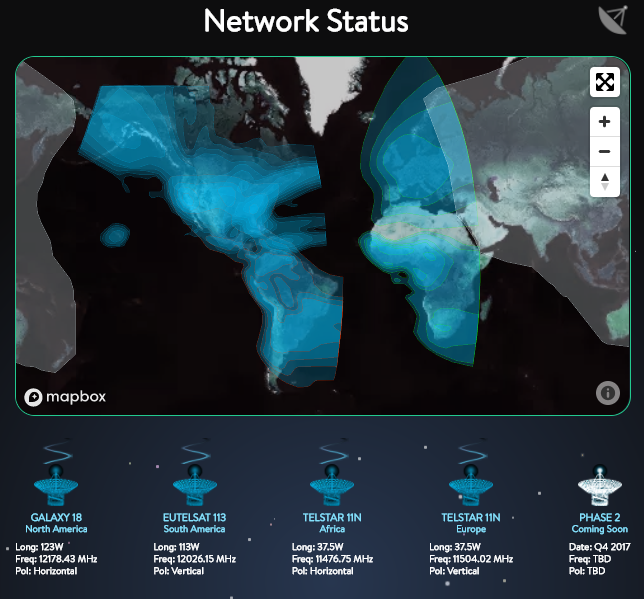 Network Status
+
−
mapbox
GALAXY 18
North America
Long: 123W
Freq: 12178.43 MHz
Pol: Horizontal
EUTELSAT 113
South America
Long: 113W
Freq: 12026.15 MHz
Pol: Vertical
TELSTAR 11N
Africa
Long: 37.5W
Freq: 11476.75 MHz
Pol: Horizontal
TELSTAR 11N
Europe
Long: 37.5W
Freq: 11504.02 MHz
Pol: Vertical
PHASE 2
Coming Soon
Date: Q4 2017
Freq: TBD
Pol: TBD